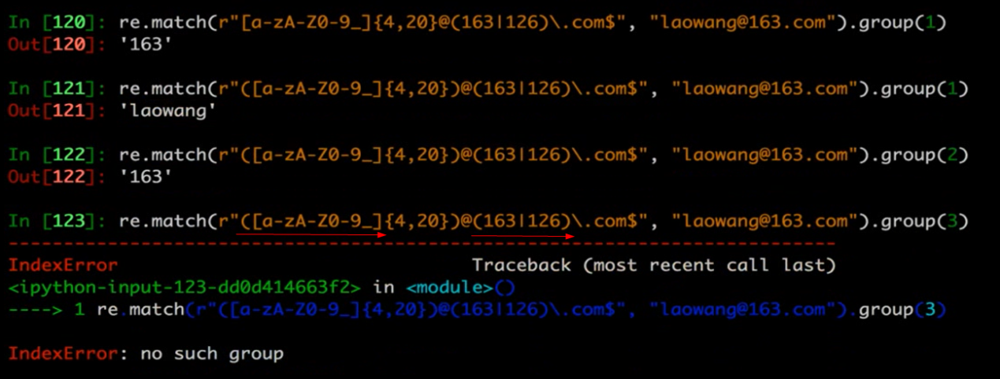 In [120]: re.match(r"[a-zA-Z0-9_]{4,20}@(163|126)\.com$", "laowang@163.com").group(1)
Out[120]: '163'
In [121]: re.match(r"([a-zA-Z0-9_]{4,20})@(163|126)\.com$", "laowang@163.com").group(1)
Out[121]: 'laowang'
In [122]: re.match(r"([a-zA-Z0-9_]{4,20})@(163|126)\.com$", "laowang@163.com").group(2)
Out[122]: '163'
In [123]: re.match(r"([a-zA-Z0-9_]{4,20})@(163|126)\.com$", "laowang@163.com").group(3)
---------------------------------------------------------------------------
IndexError                                Traceback (most recent call last)
<ipython-input-123-dd0d414663f2> in <module>()
----> 1 re.match(r"([a-zA-Z0-9_]{4,20})@(163|126)\.com$", "laowang@163.com").group(3)
IndexError: no such group